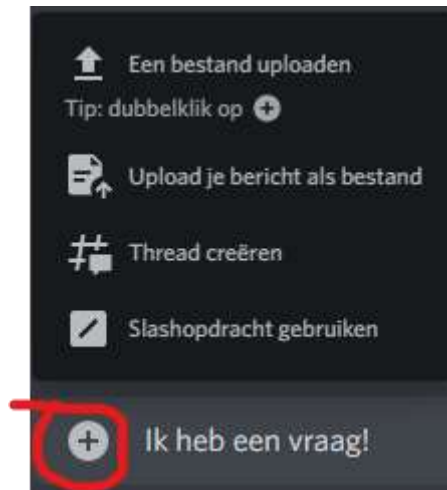 Een bestand uploaden
Tip: dubbelklik op
Upload je bericht als bestand
Thread creëren
Slashopdracht gebruiken
Ik heb een vraag!